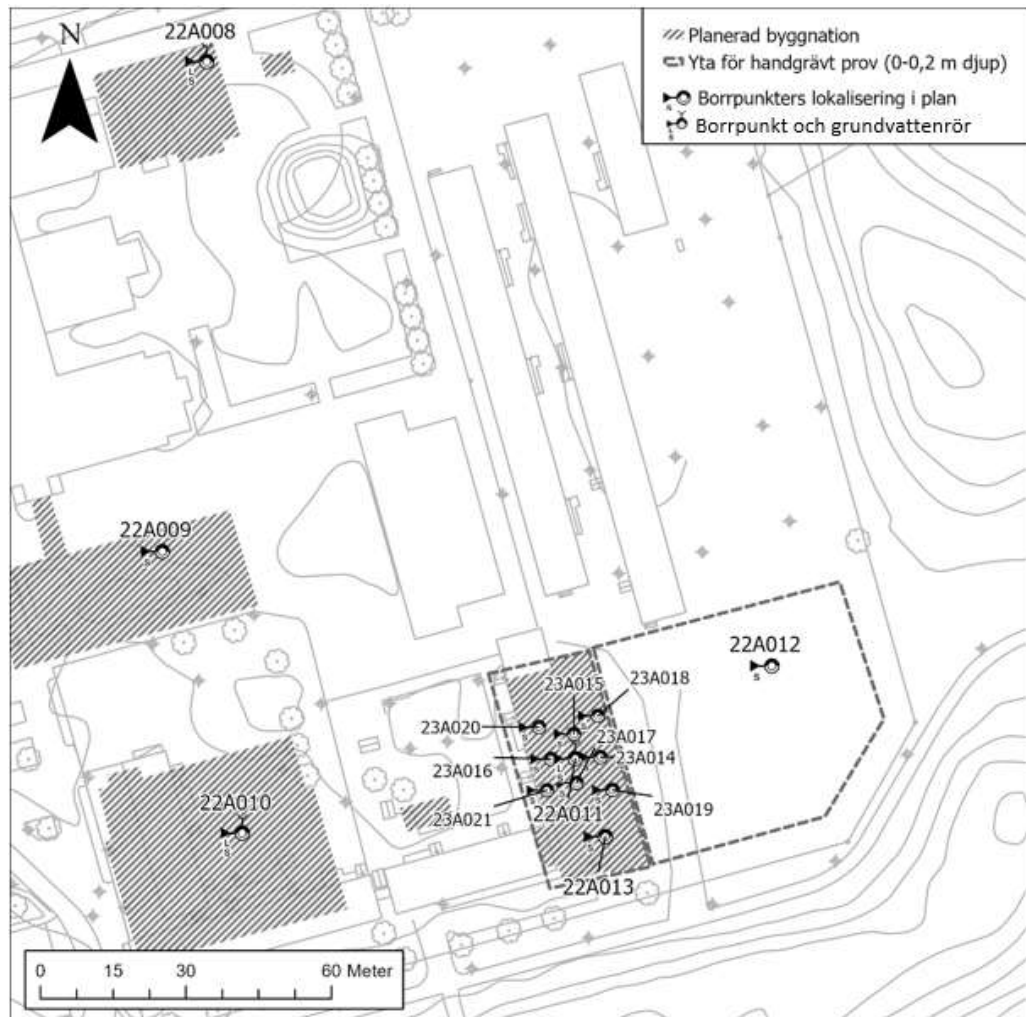 N
22A008
L
S
Planerad byggnation
Yta för handgrävt prov (0-0,2 m djup)
Borrpunkters lokalisering i plan
Borrpunkt och grundvattenrör
22A009
S
22A012
S
23A015
23A018
23A020
23A017
23A016
23A014
23A021
22A011
23A019
22A010
L
S
S
22A013
0 15 30 60 Meter